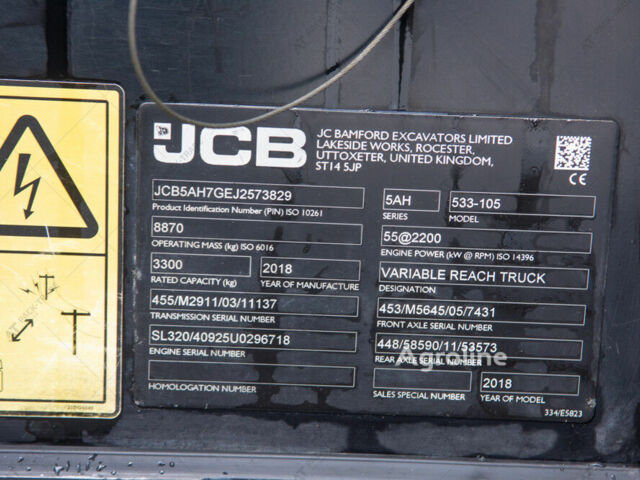 JCB
JC BAMFORD EXCAVATORS LIMITED
LAKESIDE WORKS, ROCESTER,
UTTOXETER, UNITED KINGDOM,
ST14 5JP
CE
JCB5AH7GEJ2573829
Product Identification Number (PIN) ISO 10261
5AH 533-105
SERIES MODEL
8870
OPERATING MASS (kg) ISO 6016
55@2200
ENGINE POWER (kW @ RPM) ISO 14396
3300 2018
RATED CAPACITY (kg) YEAR OF MANUFACTURE
VARIABLE REACH TRUCK
DESIGNATION
455/M2911/03/11137
TRANSMISSION SERIAL NUMBER
453/M5645/05/7431
FRONT AXLE SERIAL NUMBER
SL320/40925U0296718
ENGINE SERIAL NUMBER
448/58590/11/53573
REAR AXLE SERIAL NUMBER
HOMOLOGATION NUMBER
2018
SALES SPECIAL NUMBER YEAR OF MODEL
334/E5823
Agroline